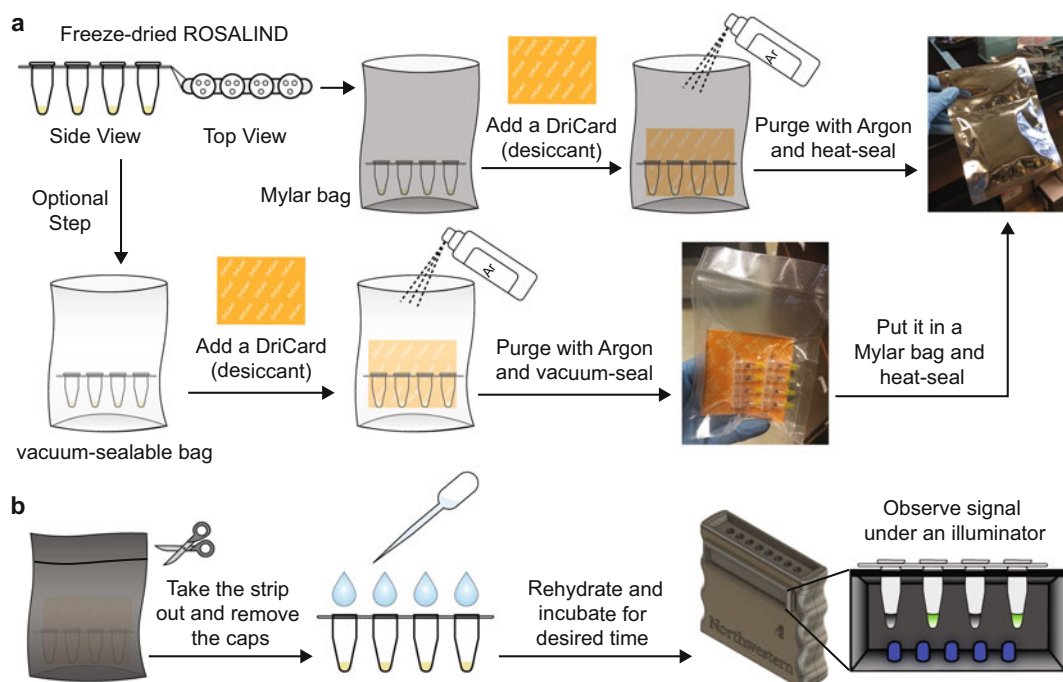 a
Freeze-dried ROSALIND
Side View
Top View
Mylar bag
Add a DriCard
(desiccant)
Ar
Purge with Argon
and heat-seal
Optional
Step
vacuum-sealable bag
Add a DriCard
(desiccant)
Ar
Purge with Argon
and vacuum-seal
Put it in a
Mylar bag and
heat-seal
b
Take the strip
out and remove
the caps
Rehydrate and
incubate for
desired time
Northwestern
Observe signal
under an illuminator